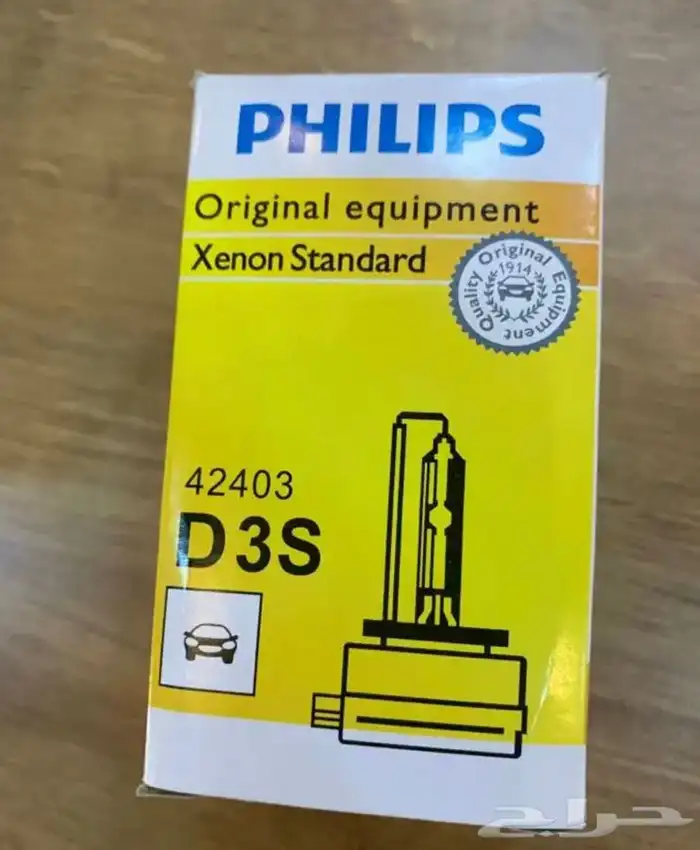 PHILIPS
Original equipment
Xenon Standard
Quality Original Equipment
1914
42403
D3S
حراج